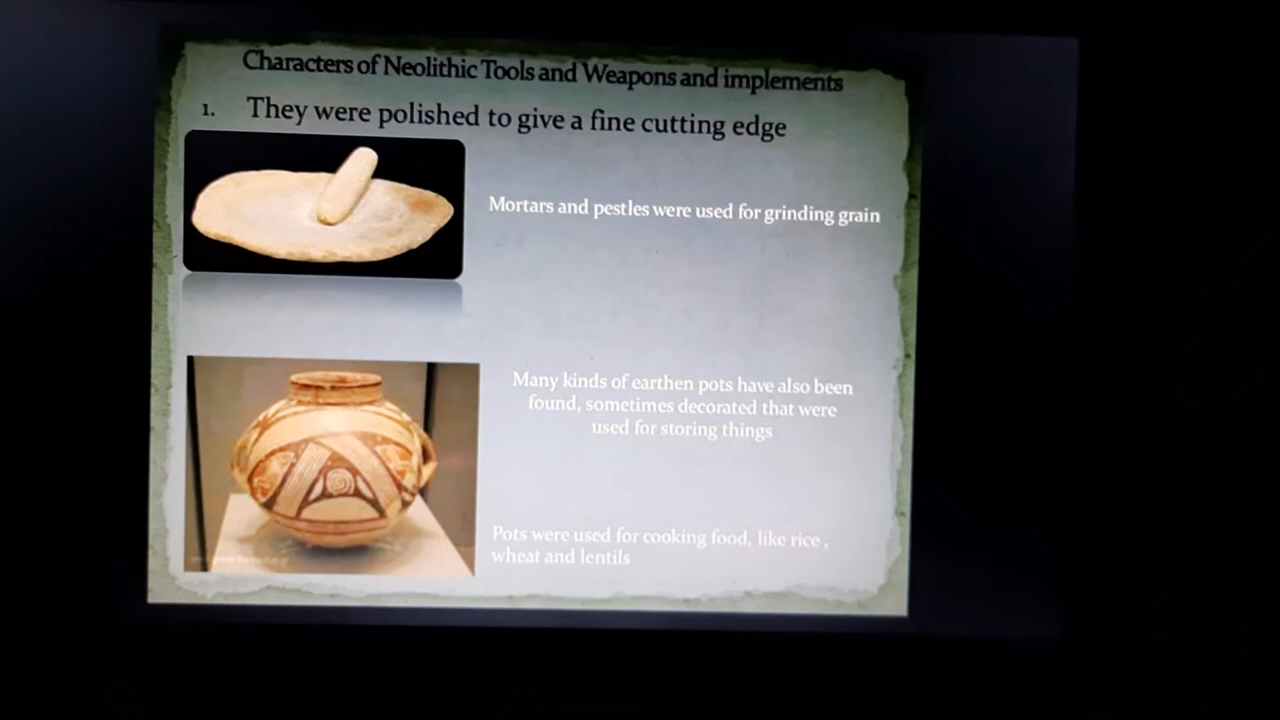 Characters of Neolithic Tools and Weapons and implements
1. They were polished to give a fine cutting edge
Mortars and pestles were used for grinding grain
Many kinds of earthen pots have also been
found, sometimes decorated that were
used for storing things
Pots were used for cooking food, like rice ,
wheat and lentils